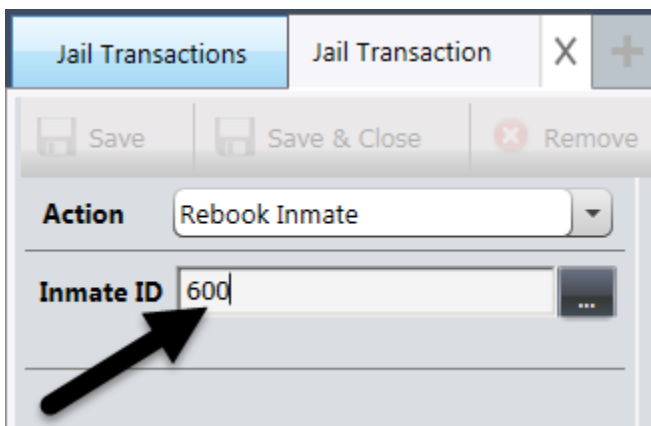 Jail Transactions Jail Transaction X +
Save Save & Close Remove
Action Rebook Inmate
Inmate ID 600 ...